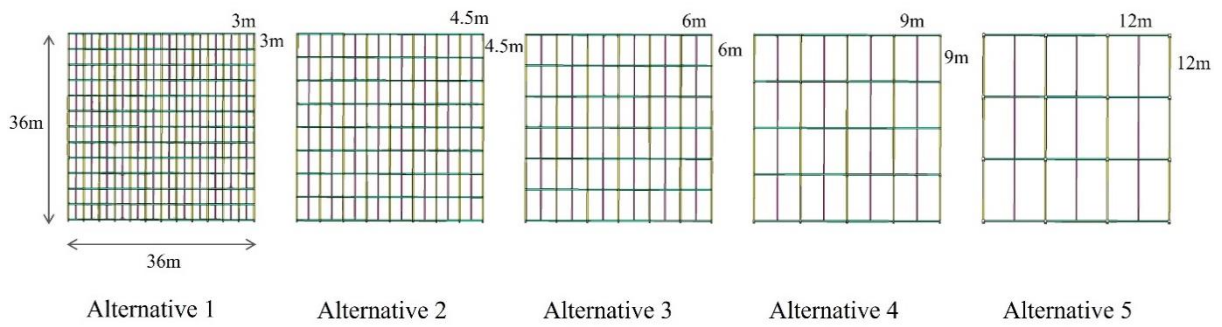 3m
4.5m
6m
9m
12m
3m
4.5m
6m
9m
12m
36m
36m
Alternative 1
Alternative 2
Alternative 3
Alternative 4
Alternative 5